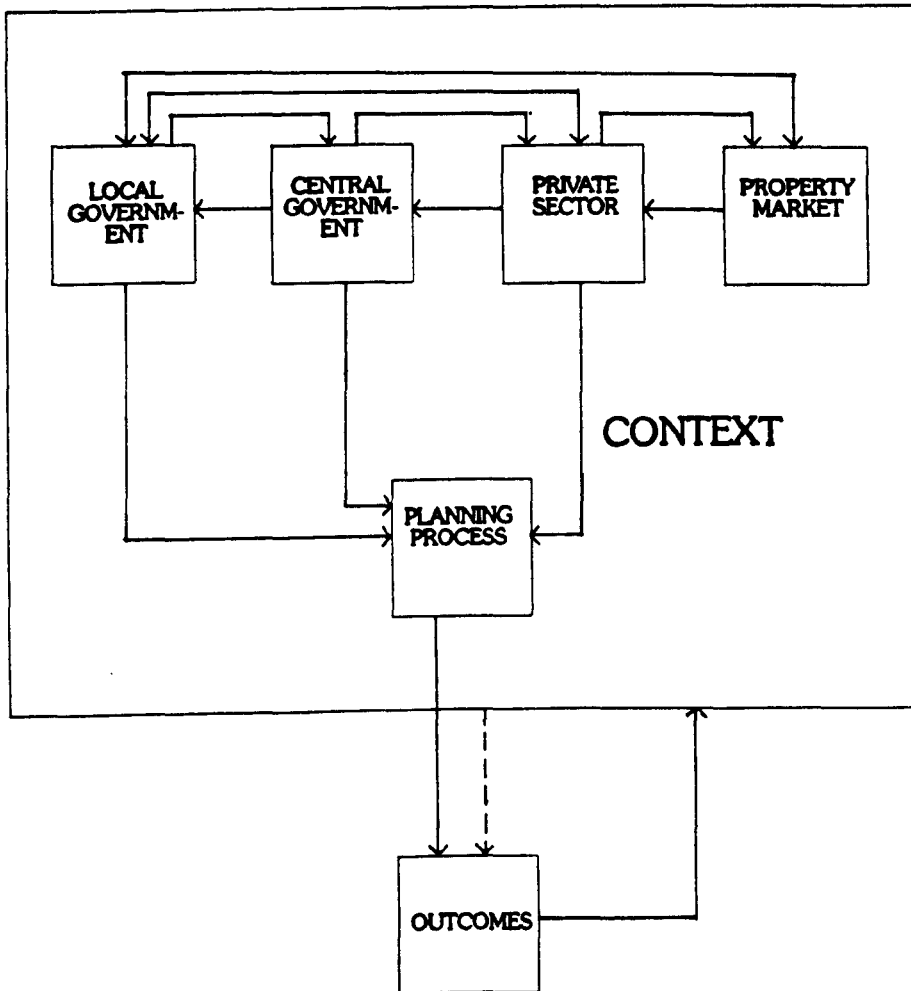 LOCAL
GOVERNM-
ENT
CENTRAL
GOVERNM-
ENT
PRIVATE
SECTOR
PROPERTY
MARKET
CONTEXT
PLANNING
PROCESS
OUTCOMES